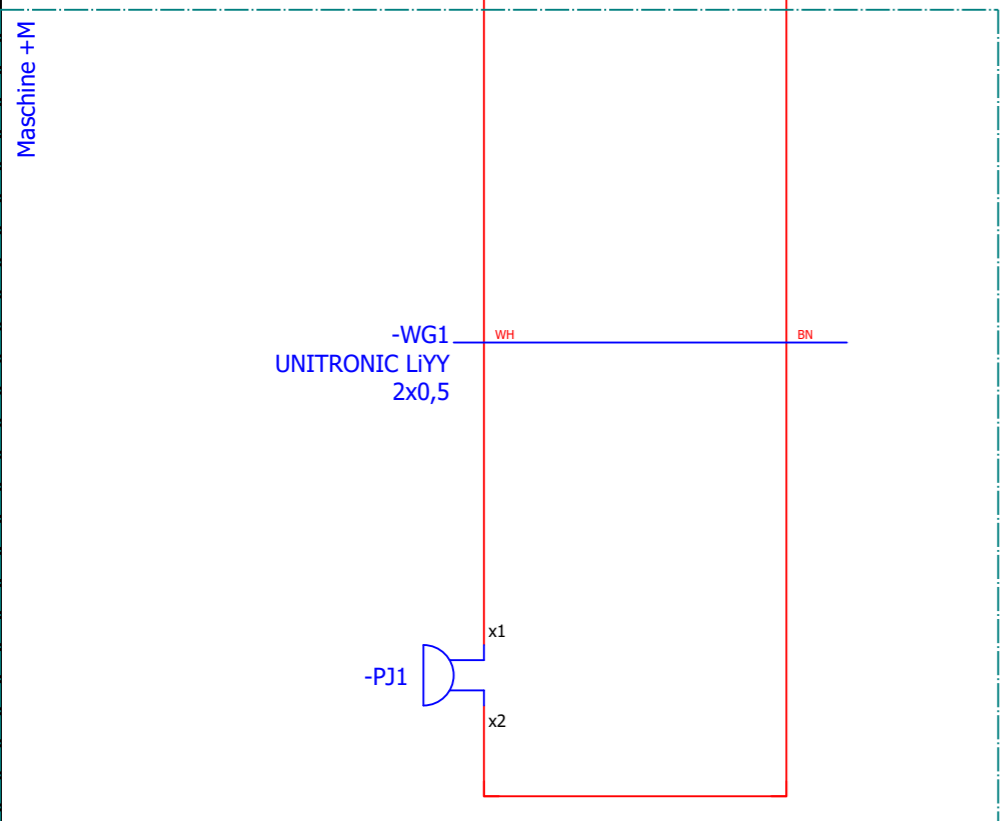 Maschine +M
-WG1
WH
BN
UNITRONIC LiYY
2x0,5
x1
-PJ1
x2